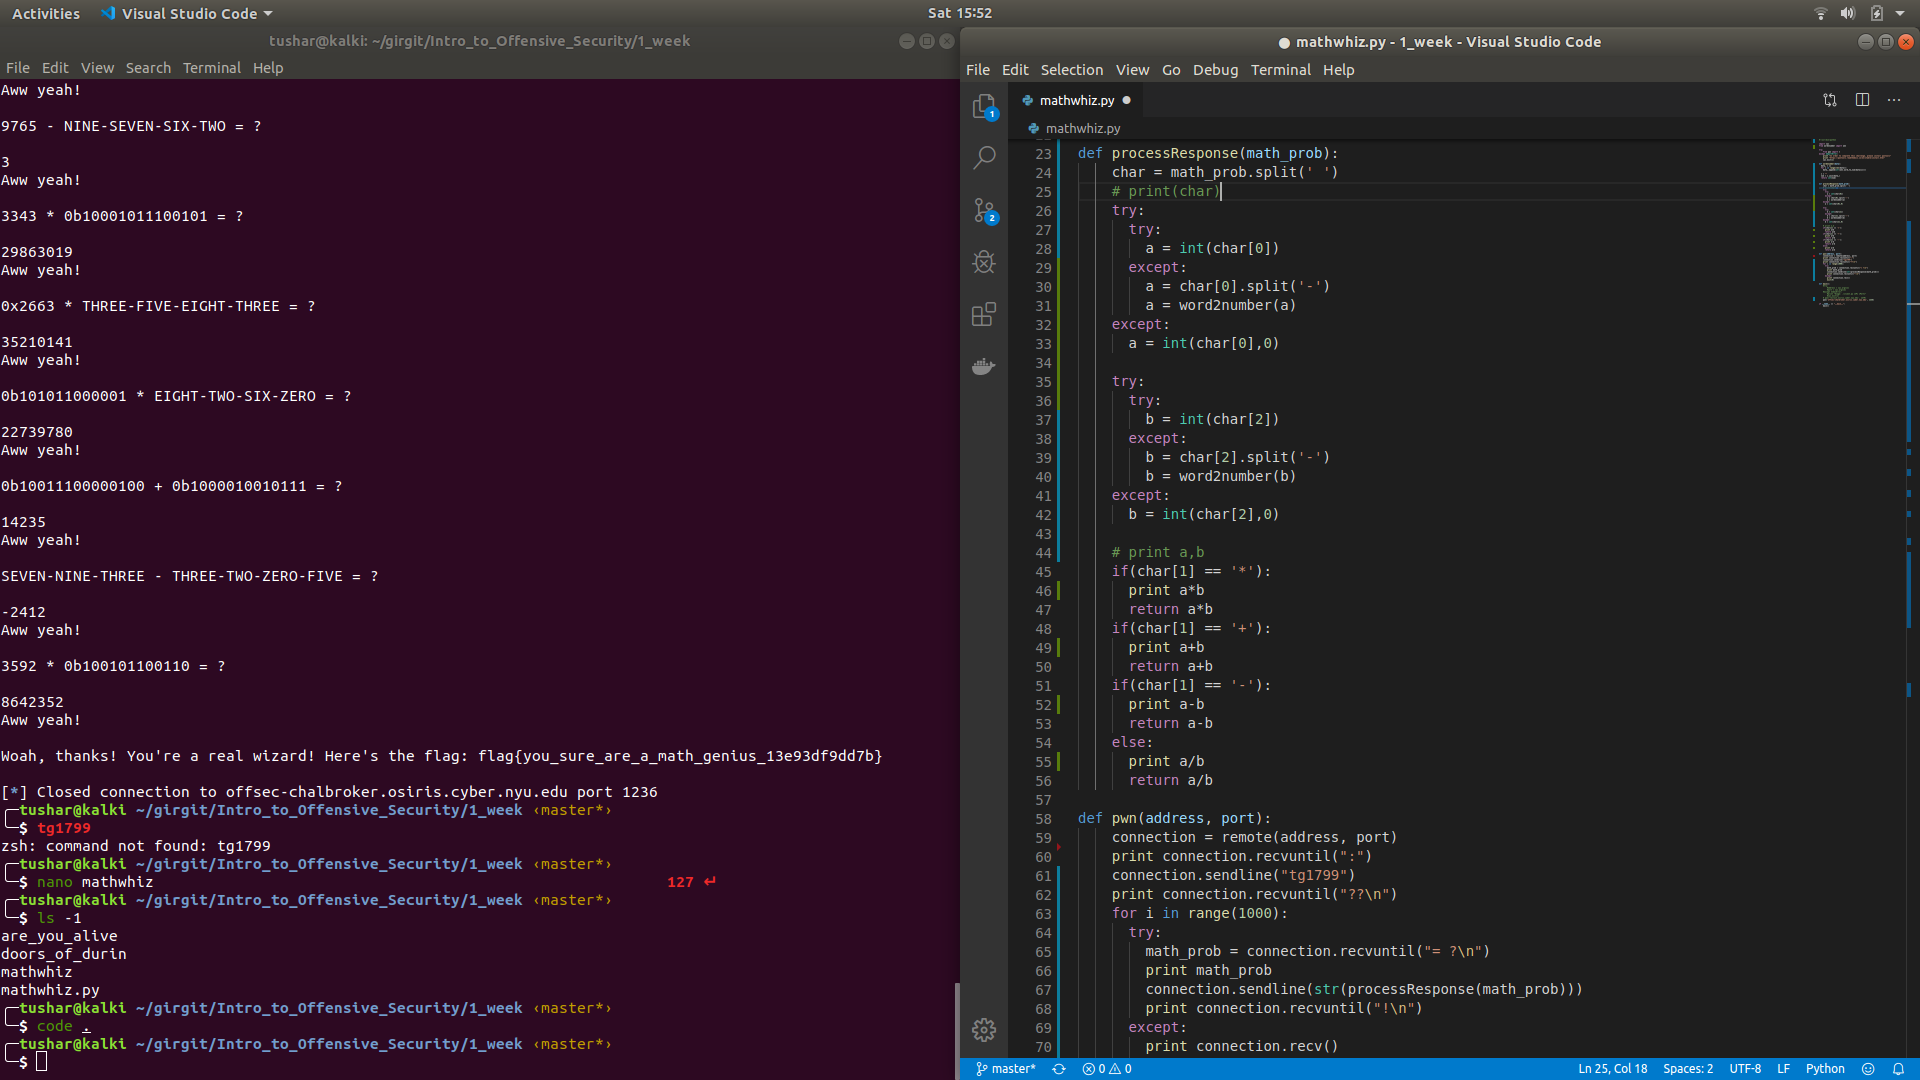 Activities Visual Studio Code Sat 15:52
tushar@kalki: ~/girgit/Intro_to_Offensive_Security/1_week
File Edit View Search Terminal Help
Aww yeah!
9765 - NINE-SEVEN-SIX-TWO = ?
3
Aww yeah!
3343 * 0b10001011100101 = ?
29863019
Aww yeah!
0x2663 * THREE-FIVE-EIGHT-THREE = ?
35210141
Aww yeah!
0b101011000001 * EIGHT-TWO-SIX-ZERO = ?
22739780
Aww yeah!
0b10011100000100 + 0b1000010010111 = ?
14235
Aww yeah!
SEVEN-NINE-THREE - THREE-TWO-ZERO-FIVE = ?
-2412
Aww yeah!
3592 * 0b100101100110 = ?
8642352
Aww yeah!
Woah, thanks! You're a real wizard! Here's the flag: flag{you_sure_are_a_math_genius_13e93df9dd7b}
[*] Closed connection to offsec-chalbroker.osiris.cyber.nyu.edu port 1236
tushar@kalki ~/girgit/Intro_to_Offensive_Security/1_week ‹master*›
$ tg1799
zsh: command not found: tg1799
tushar@kalki ~/girgit/Intro_to_Offensive_Security/1_week ‹master*›
$ nano mathwhiz 127 ↵
tushar@kalki ~/girgit/Intro_to_Offensive_Security/1_week ‹master*›
$ ls -1
are_you_alive
doors_of_durin
mathwhiz
mathwhiz.py
tushar@kalki ~/girgit/Intro_to_Offensive_Security/1_week ‹master*›
$ code .
tushar@kalki ~/girgit/Intro_to_Offensive_Security/1_week ‹master*›
$
● mathwhiz.py - 1_week - Visual Studio Code
File Edit Selection View Go Debug Terminal Help
mathwhiz.py ●
mathwhiz.py
1
2
23 def processResponse(math_prob):
24 char = math_prob.split(' ')
25 # print(char)
26 try:
27 try:
28 a = int(char[0])
29 except:
30 a = char[0].split('-')
31 a = word2number(a)
32 except:
33 a = int(char[0],0)
34
35 try:
36 try:
37 b = int(char[2])
38 except:
39 b = char[2].split('-')
40 b = word2number(b)
41 except:
42 b = int(char[2],0)
43
44 # print a,b
45 if(char[1] == '*'):
46 print a*b
47 return a*b
48 if(char[1] == '+'):
49 print a+b
50 return a+b
51 if(char[1] == '-'):
52 print a-b
53 return a-b
54 else:
55 print a/b
56 return a/b
57
58 def pwn(address, port):
59 connection = remote(address, port)
60 print connection.recvuntil(":")
61 connection.sendline("tg1799")
62 print connection.recvuntil("??\n")
63 for i in range(1000):
64 try:
65 math_prob = connection.recvuntil("= ?\n")
66 print math_prob
67 connection.sendline(str(processResponse(math_prob)))
68 print connection.recvuntil("!\n")
69 except:
70 print connection.recv()
master* 0 0 Ln 25, Col 18 Spaces: 2 UTF-8 LF Python